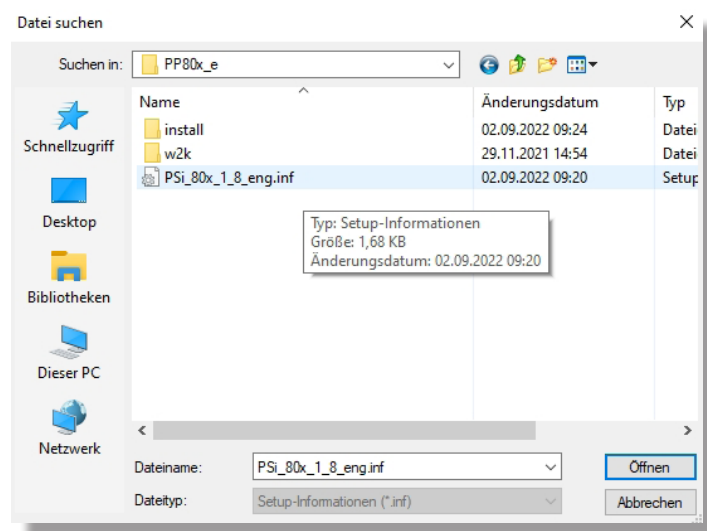 Datei suchen
Suchen in: PP80x_e
Name Änderungsdatum Typ
install 02.09.2022 09:24 Datei
w2k 29.11.2021 14:54 Datei
PSi_80x_1_8_eng.inf 02.09.2022 09:20 Setup
Typ: Setup-Informationen
Größe: 1,68 KB
Änderungsdatum: 02.09.2022 09:20
Schnellzugriff
Desktop
Bibliotheken
Dieser PC
Netzwerk
Dateiname: PSi_80x_1_8_eng.inf Öffnen
Dateityp: Setup-Informationen (*.inf) Abbrechen